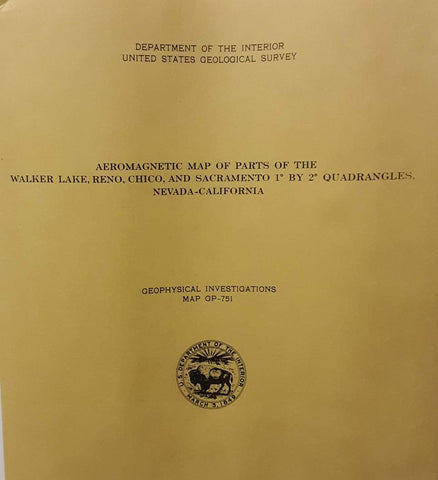 DEPARTMENT OF THE INTERIOR
UNITED STATES GEOLOGICAL SURVEY
AEROMAGNETIC MAP OF PARTS OF THE
WALKER LAKE, RENO, CHICO, AND SACRAMENTO 1° BY 2° QUADRANGLES,
NEVADA-CALIFORNIA
GEOPHYSICAL INVESTIGATIONS
MAP GP-751
U.S. DEPARTMENT OF THE INTERIOR
MARCH 3, 1849